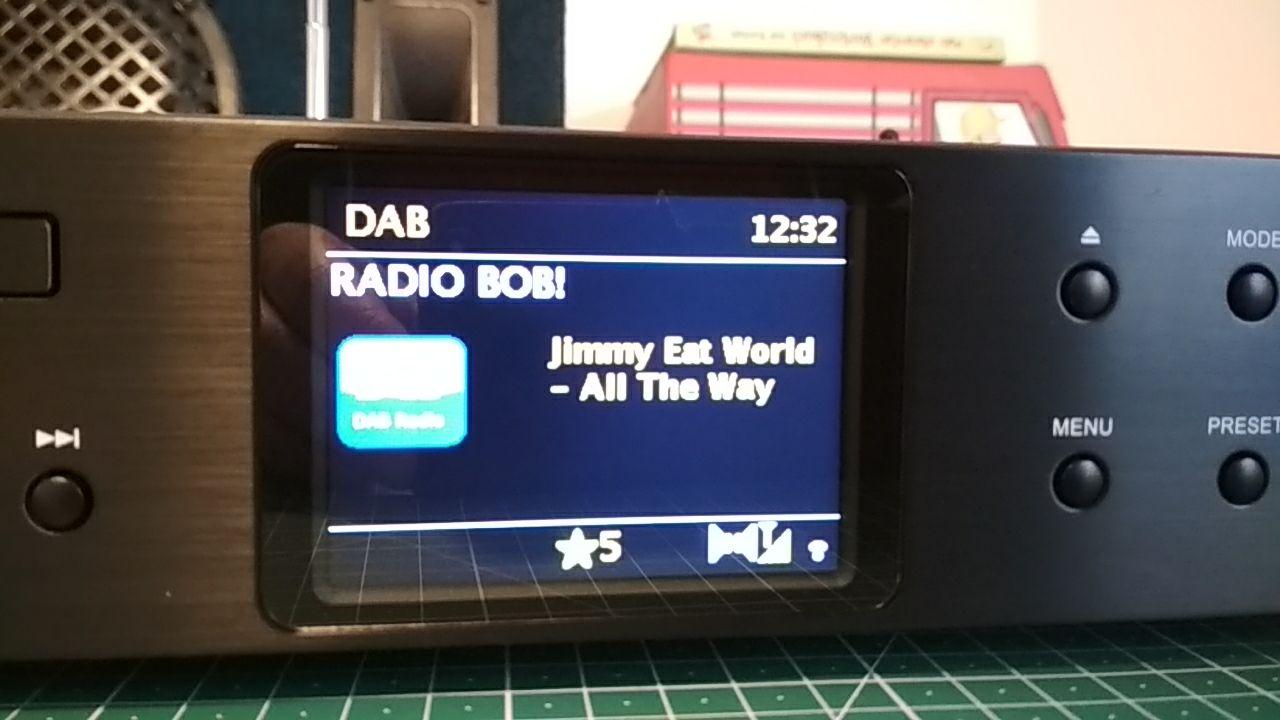 DAB
12:32
RADIO BOB!
Jimmy Eat World
– All The Way
DAB Radio
5
MODE
MENU
PRESET